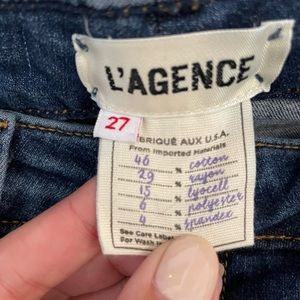 L'AGENCE
27
FABRIQUÉ AUX U.S.A.
From Imported Materials
46 % cotton
29 % rayon
15 % lyocell
6 % polyester
4 % spandex
See Care Label
For Wash